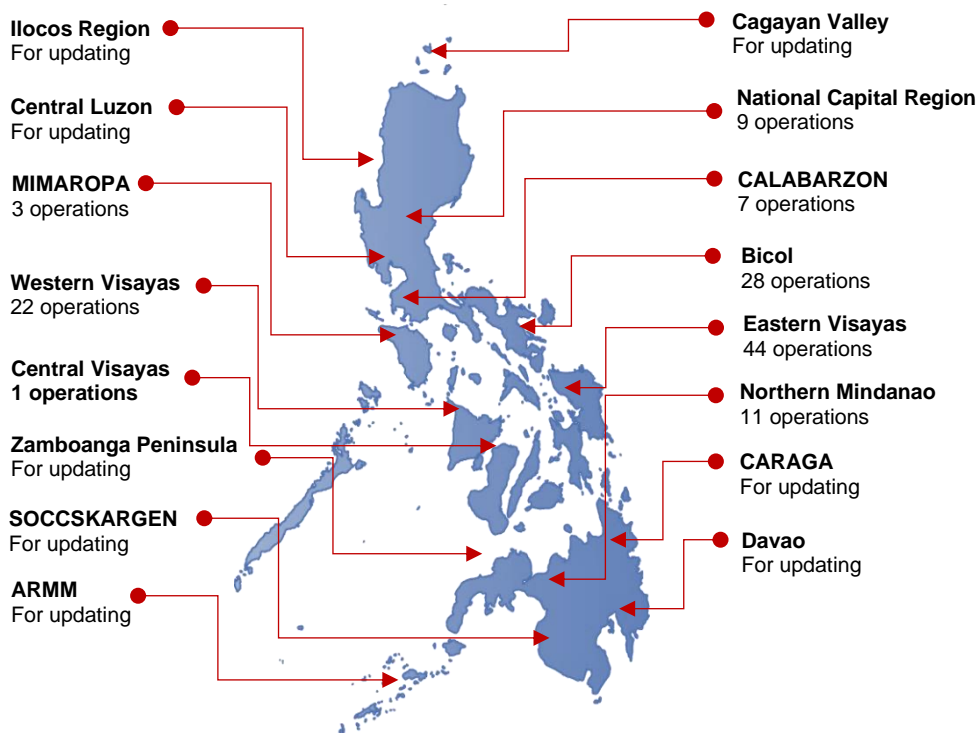 Ilocos Region
For updating
Central Luzon
For updating
MIMAROPA
3 operations
Western Visayas
22 operations
Central Visayas
1 operations
Zamboanga Peninsula
For updating
SOCCSKARGEN
For updating
ARMM
For updating
Cagayan Valley
For updating
National Capital Region
9 operations
CALABARZON
7 operations
Bicol
28 operations
Eastern Visayas
44 operations
Northern Mindanao
11 operations
CARAGA
For updating
Davao
For updating